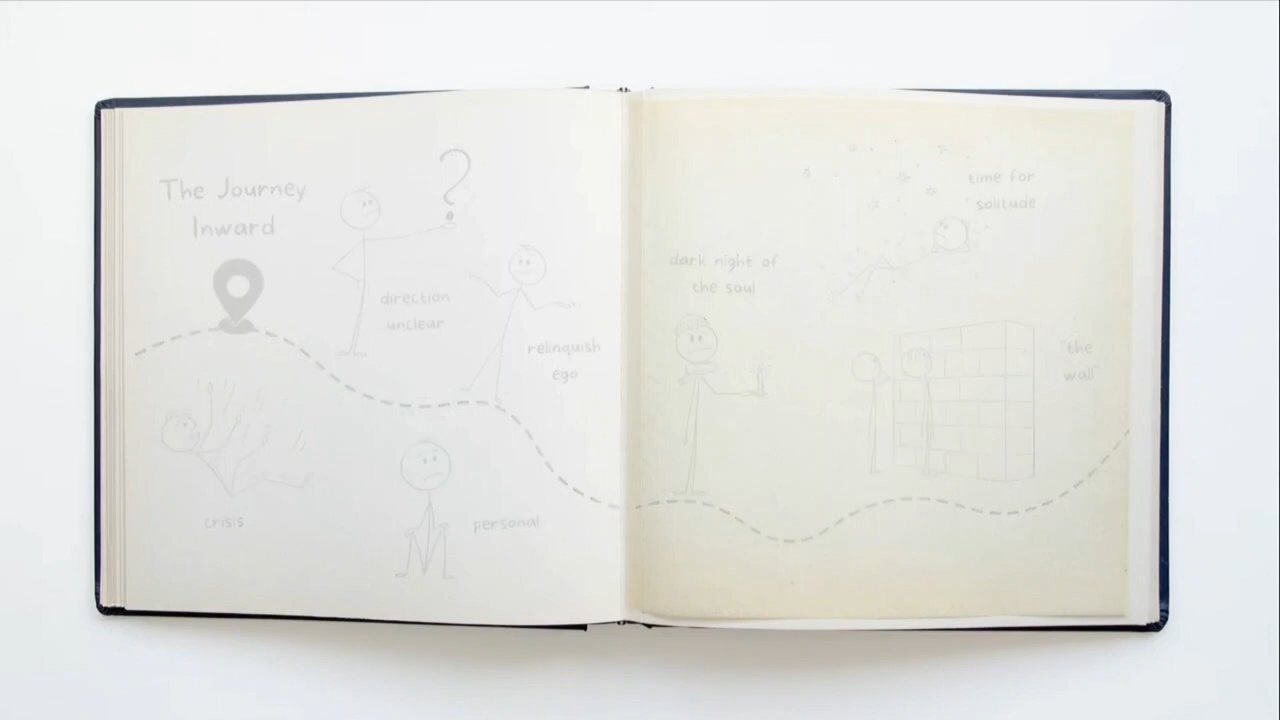 The Journey
Inward
?
direction
unclear
relinquish
ego
crisis
personal
dark night of
the soul
time for
solitude
"the
wall"